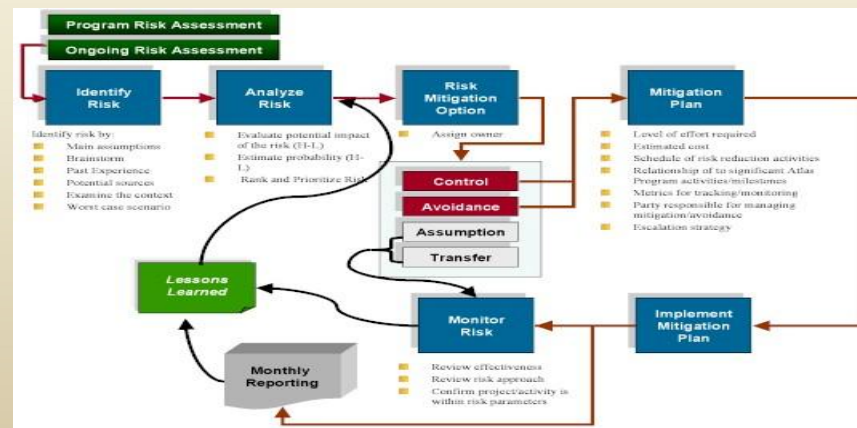 Program Risk Assessment
Ongoing Risk Assessment
Identify
Risk
Identify risk by:
Main assumptions
Brainstorm
Past Experience
Potential sources
Examine the context
Worst case scenario
Analyze
Risk
Evaluate potential impact
of the risk (H-L)
Estimate probability (H-
L)
Rank and Prioritize Risk
Risk
Mitigation
Option
Assign owner
Control
Avoidance
Assumption
Transfer
Mitigation
Plan
Level of effort required
Estimated cost
Schedule of risk reduction activities
Relationship of to significant Atlas
Program activities/milestones
Metrics for tracking/monitoring
Party responsible for managing
mitigation/avoidance
Escalation strategy
Implement
Mitigation
Plan
Monitor
Risk
Review effectiveness
Review risk approach
Confirm project/activity is
within risk parameters
Lessons
Learned
Monthly
Reporting